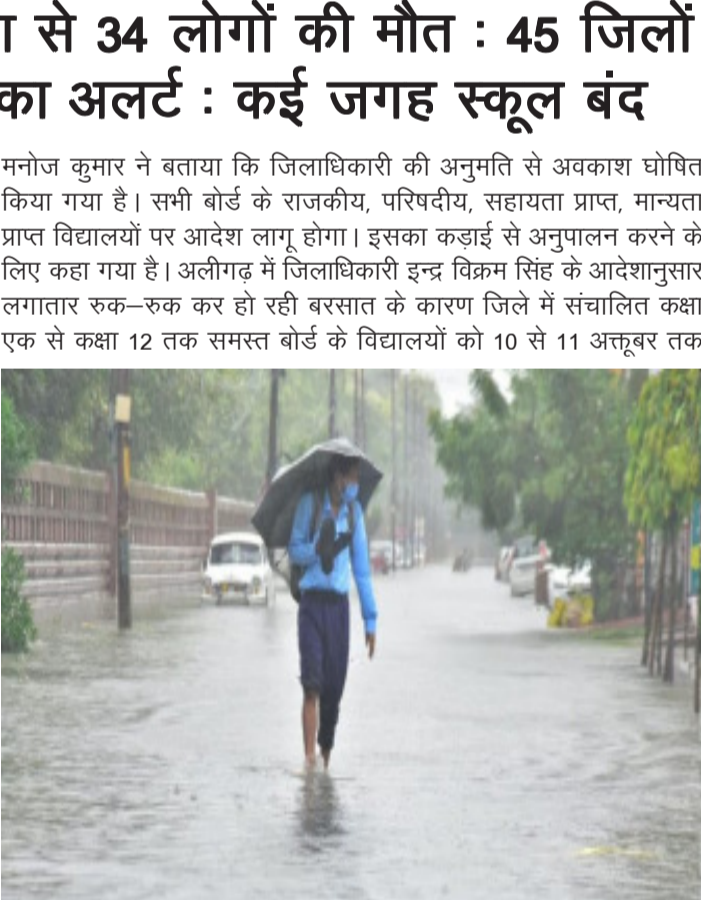 से 34 लोगों की मौत : 45 जिलों
का अलर्ट : कई जगह स्कूल बंद
मनोज कुमार ने बताया कि जिलाधिकारी की अनुमति से अवकाश घोषित
किया गया है। सभी बोर्ड के राजकीय, परिषदीय, सहायता प्राप्त, मान्यता
प्राप्त विद्यालयों पर आदेश लागू होगा। इसका कड़ाई से अनुपालन करने के
लिए कहा गया है। अलीगढ़ में जिलाधिकारी इन्द्र विक्रम सिंह के आदेशानुसार
लगातार रुक–रुक कर हो रही बरसात के कारण जिले में संचालित कक्षा
एक से कक्षा 12 तक समस्त बोर्ड के विद्यालयों को 10 से 11 अक्तूबर तक